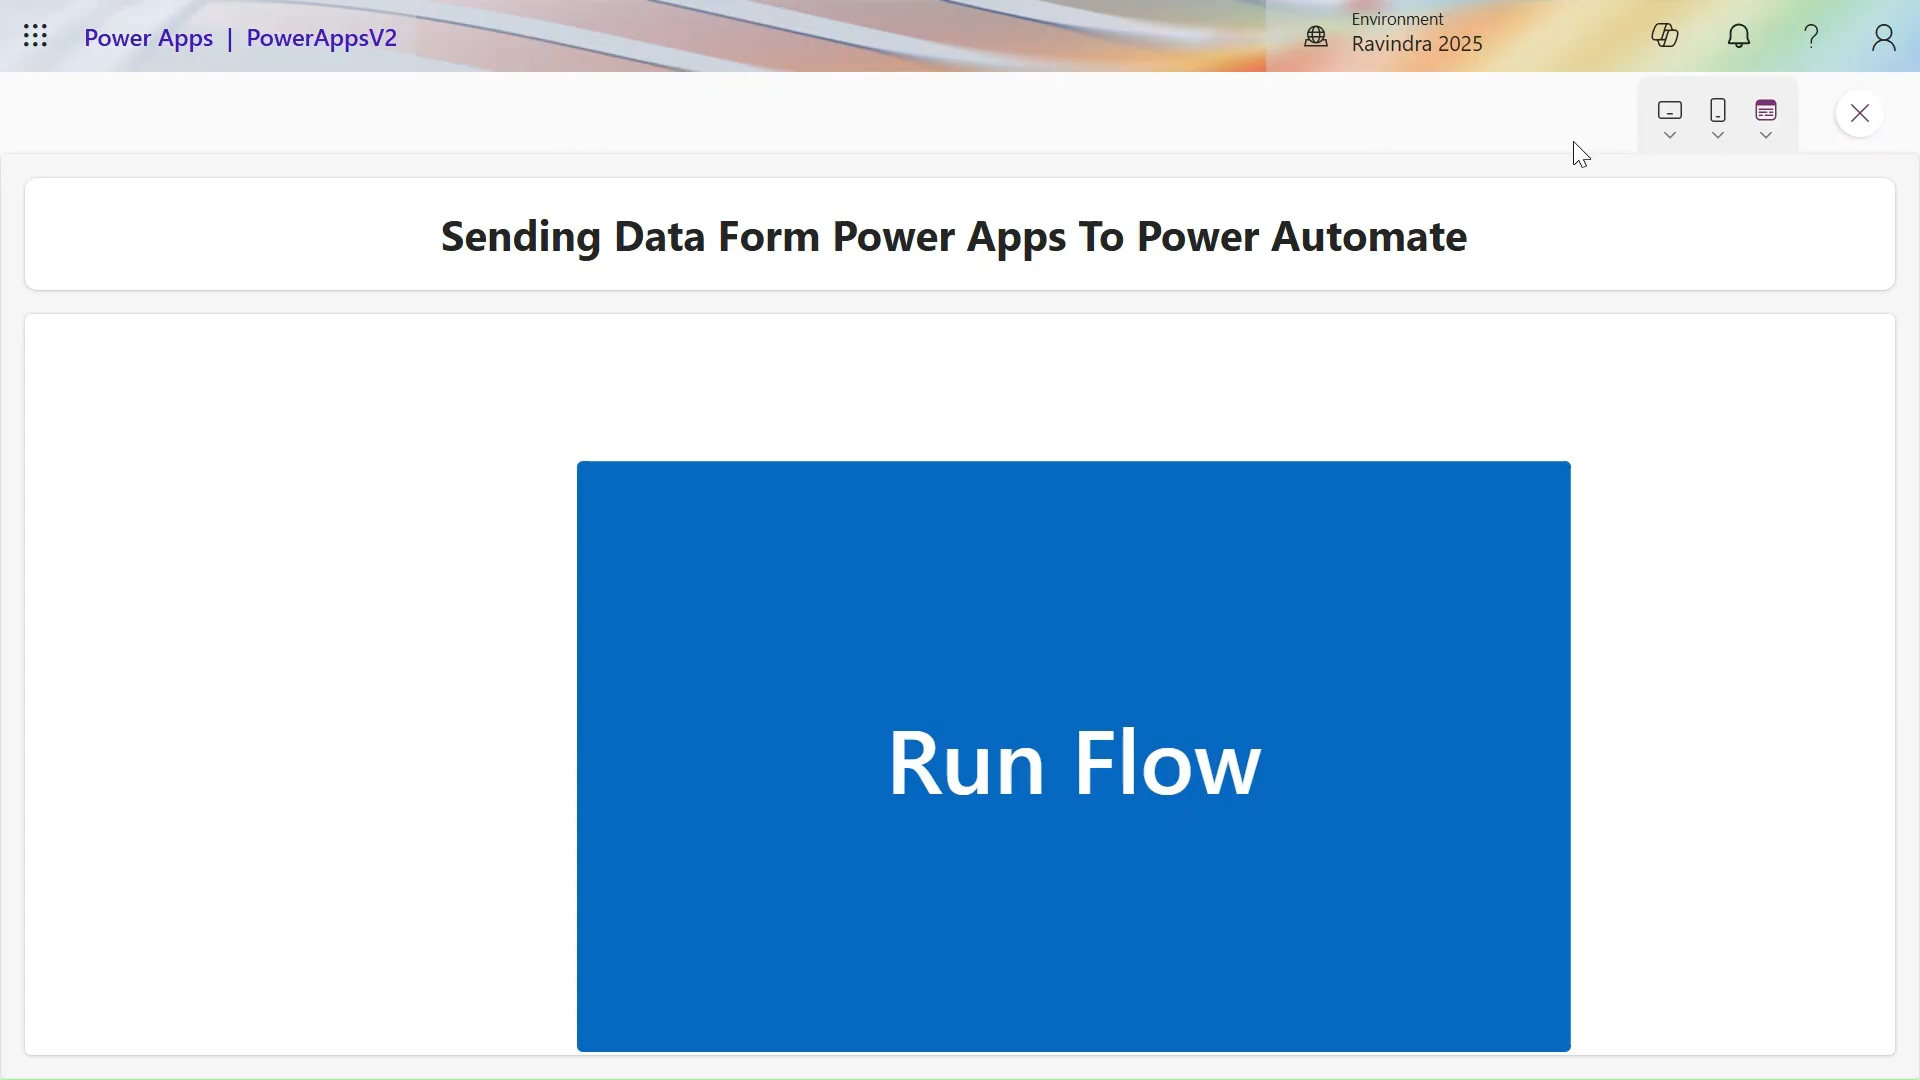 Power Apps | PowerAppsV2
Environment
Ravindra 2025
Sending Data Form Power Apps To Power Automate
Run Flow